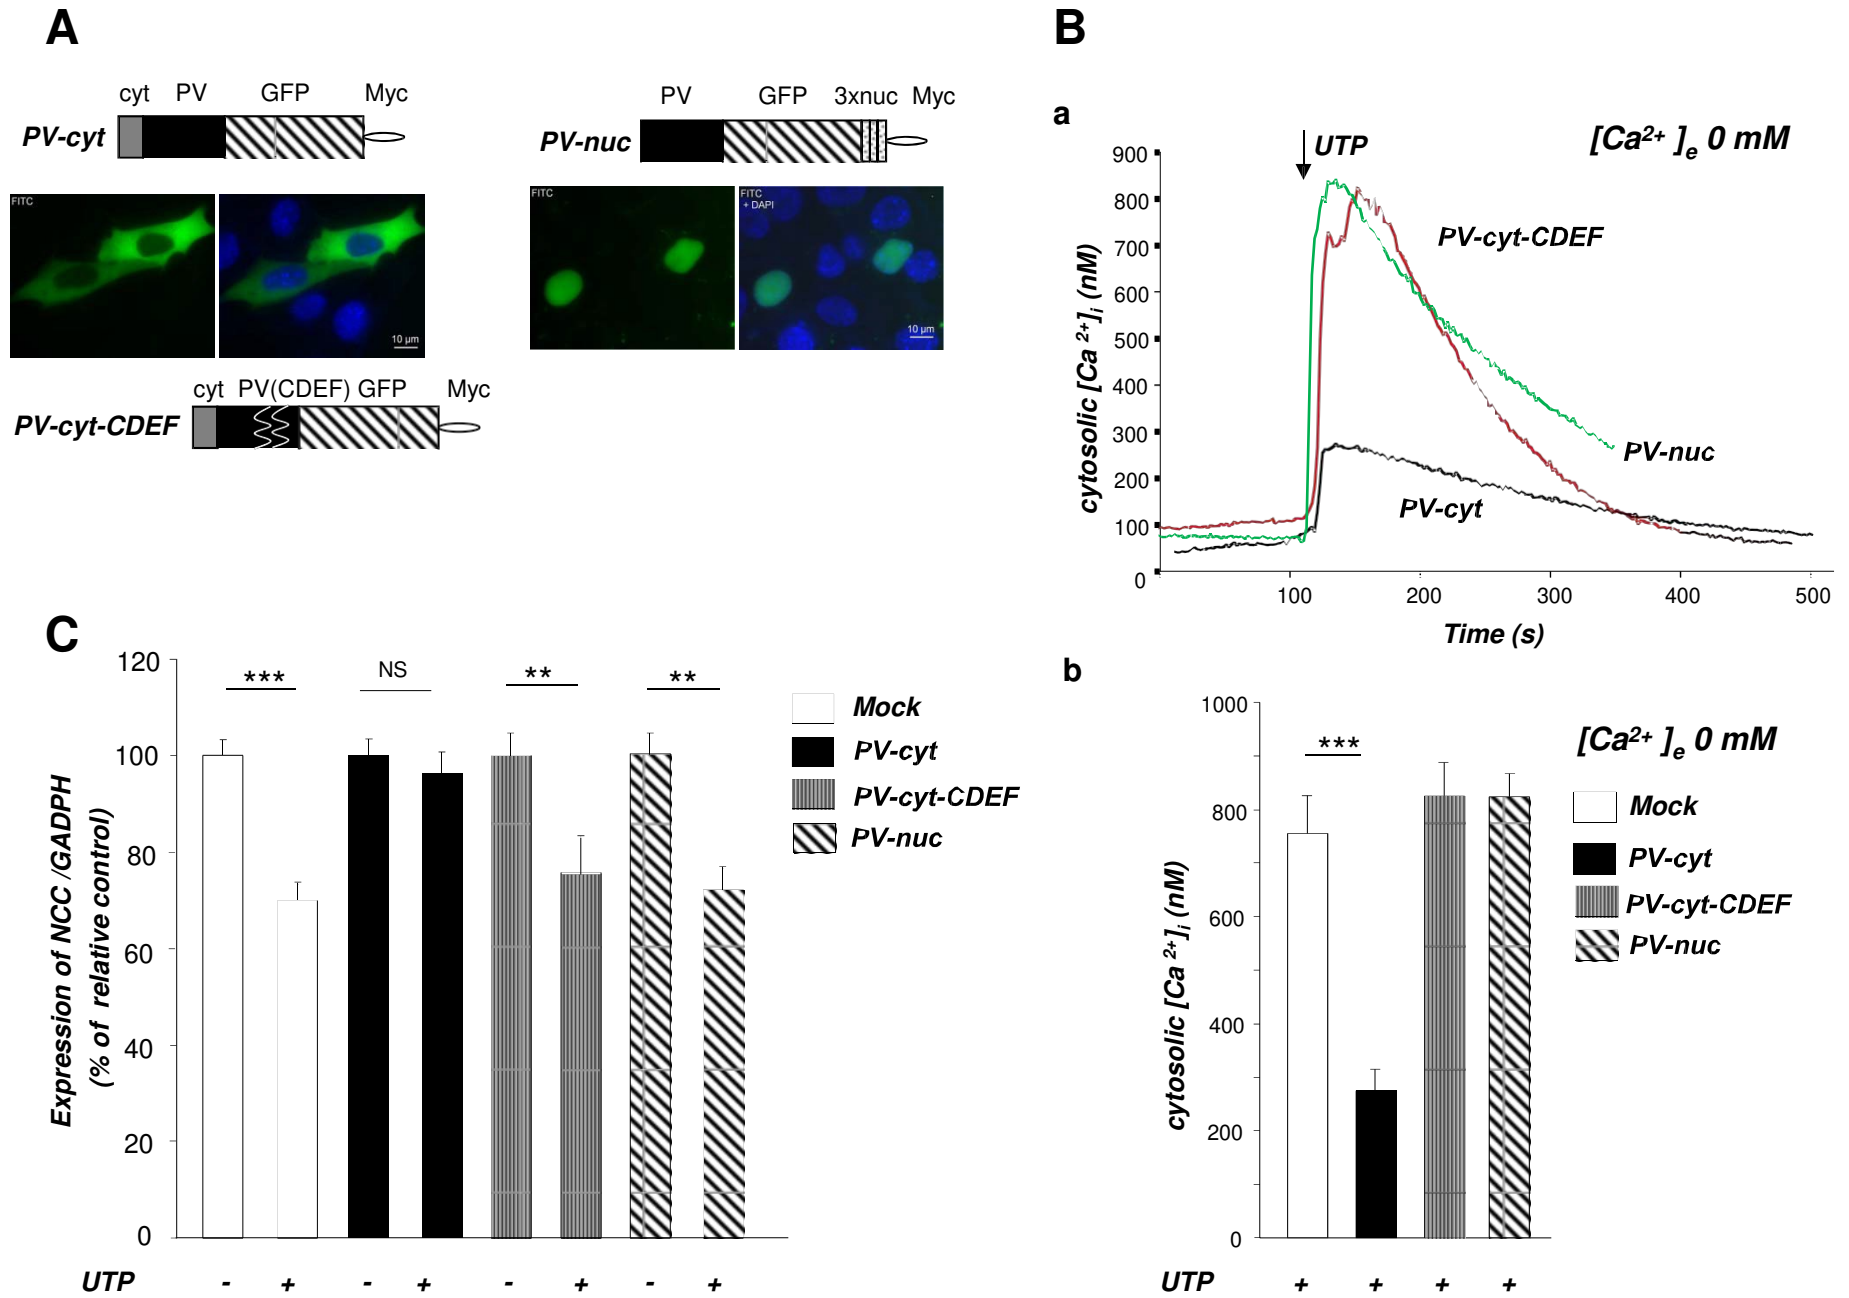 A
cyt PV GFP Myc
PV-cyt
FITC
10 µm
PV GFP 3xnuc Myc
PV-nuc
FITC
FITC
+ DAPI
10 µm
cyt PV(CDEF) GFP Myc
PV-cyt-CDEF
B
a
UTP
[Ca2+ ]e 0 mM
900
800
700
600
500
400
300
200
100
0
cytosolic [Ca 2+]i (nM)
PV-cyt-CDEF
PV-nuc
PV-cyt
100 200 300 400 500
Time (s)
C
120
100
80
60
40
20
0
Expression of NCC /GADPH
(% of relative control)
*** NS ** **
Mock
PV-cyt
PV-cyt-CDEF
PV-nuc
UTP - + - + - + - +
b
1000
800
600
400
200
0
cytosolic [Ca 2+]i (nM)
***
[Ca2+ ]e 0 mM
Mock
PV-cyt
PV-cyt-CDEF
PV-nuc
UTP + + + +